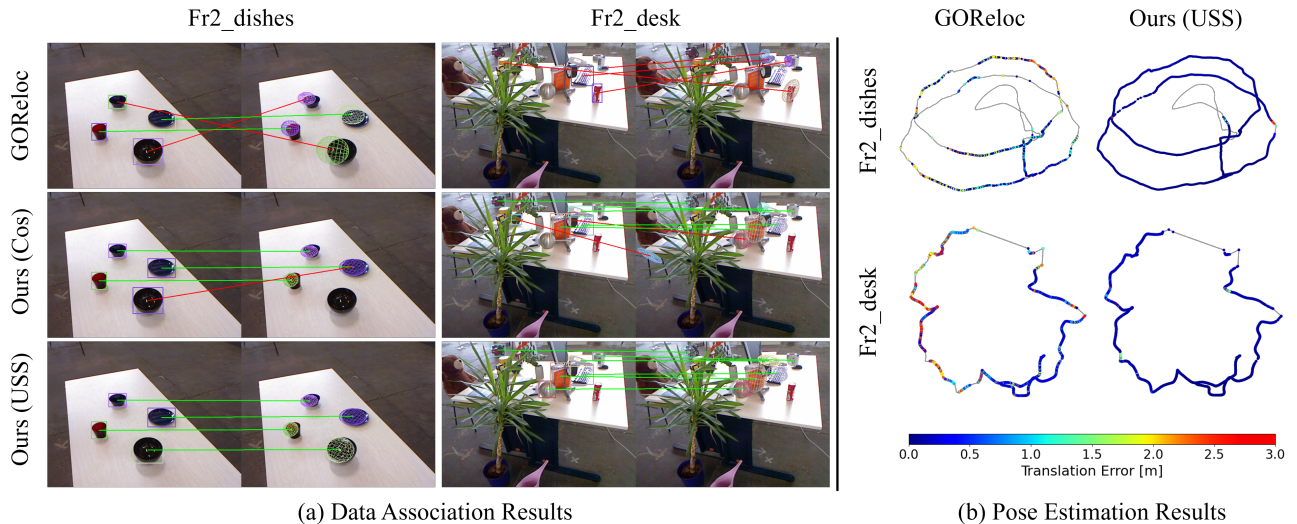 Fr2_dishes
Fr2_desk
GOReloc
Ours (Cos)
Ours (USS)
(a) Data Association Results
GOReloc
Ours (USS)
Fr2_dishes
Fr2_desk
0.0 0.5 1.0 1.5 2.0 2.5 3.0
Translation Error [m]
(b) Pose Estimation Results